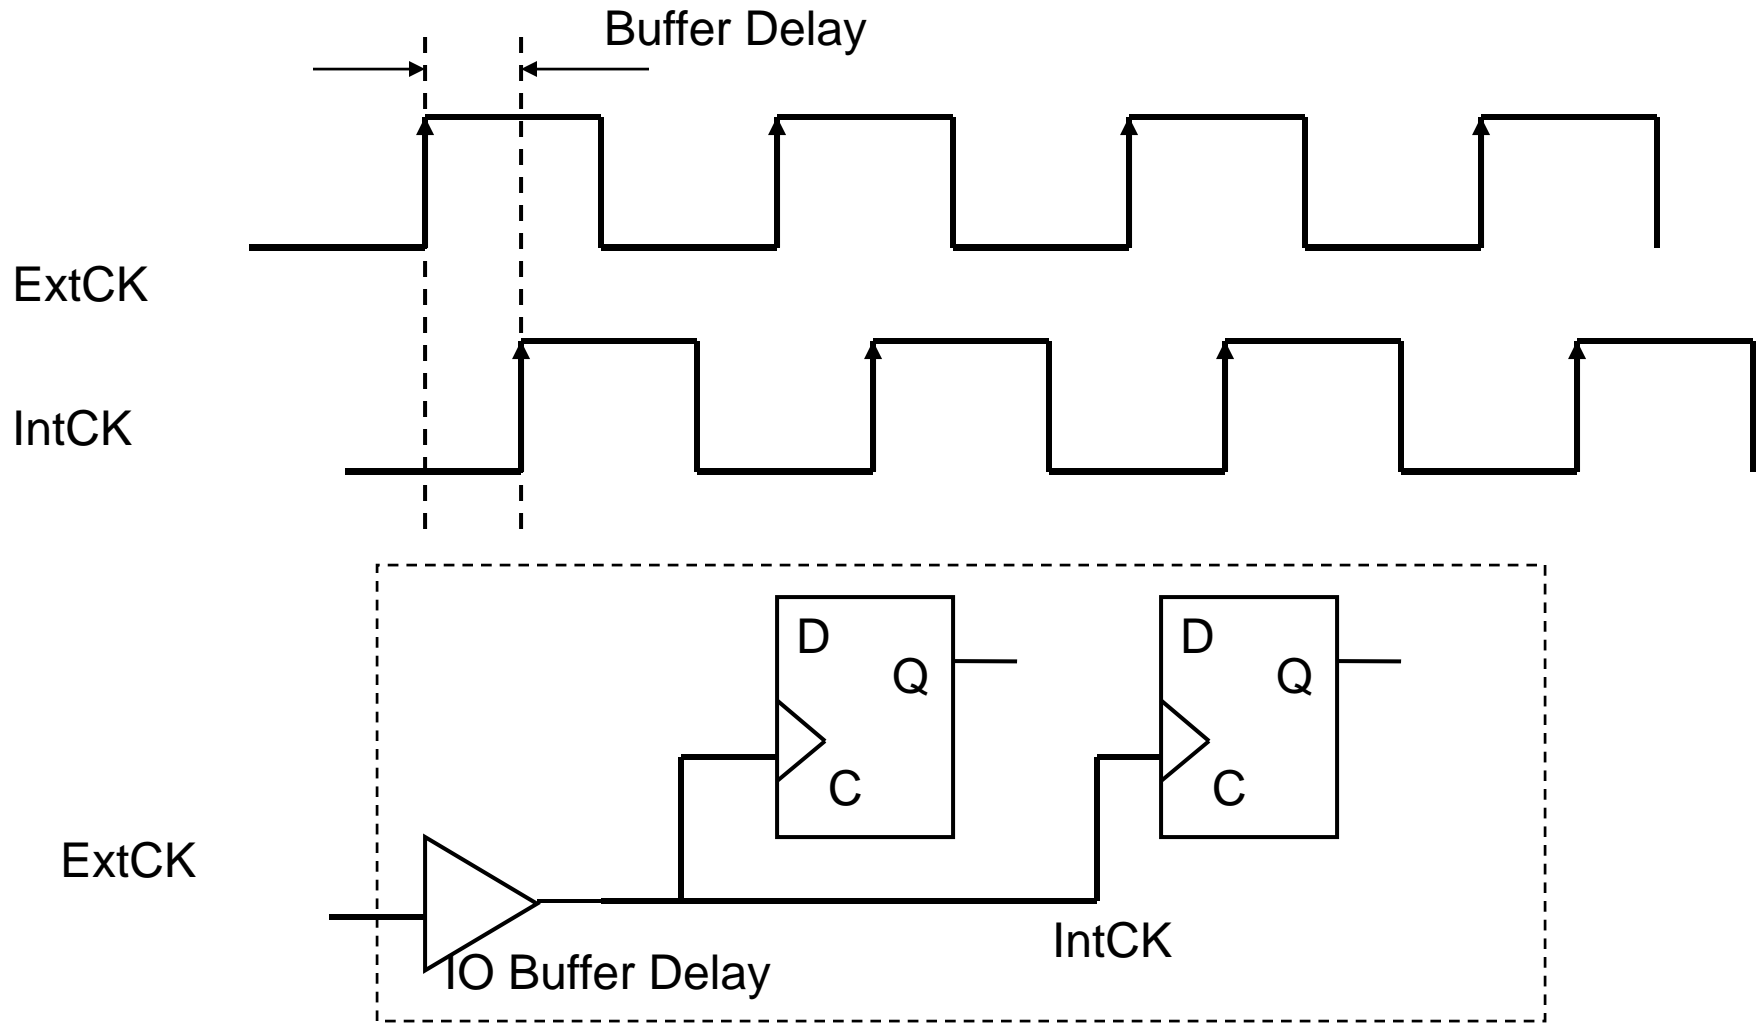 Buffer Delay
ExtCK
IntCK
D
Q
C
D
Q
C
ExtCK
IntCK
IO Buffer Delay